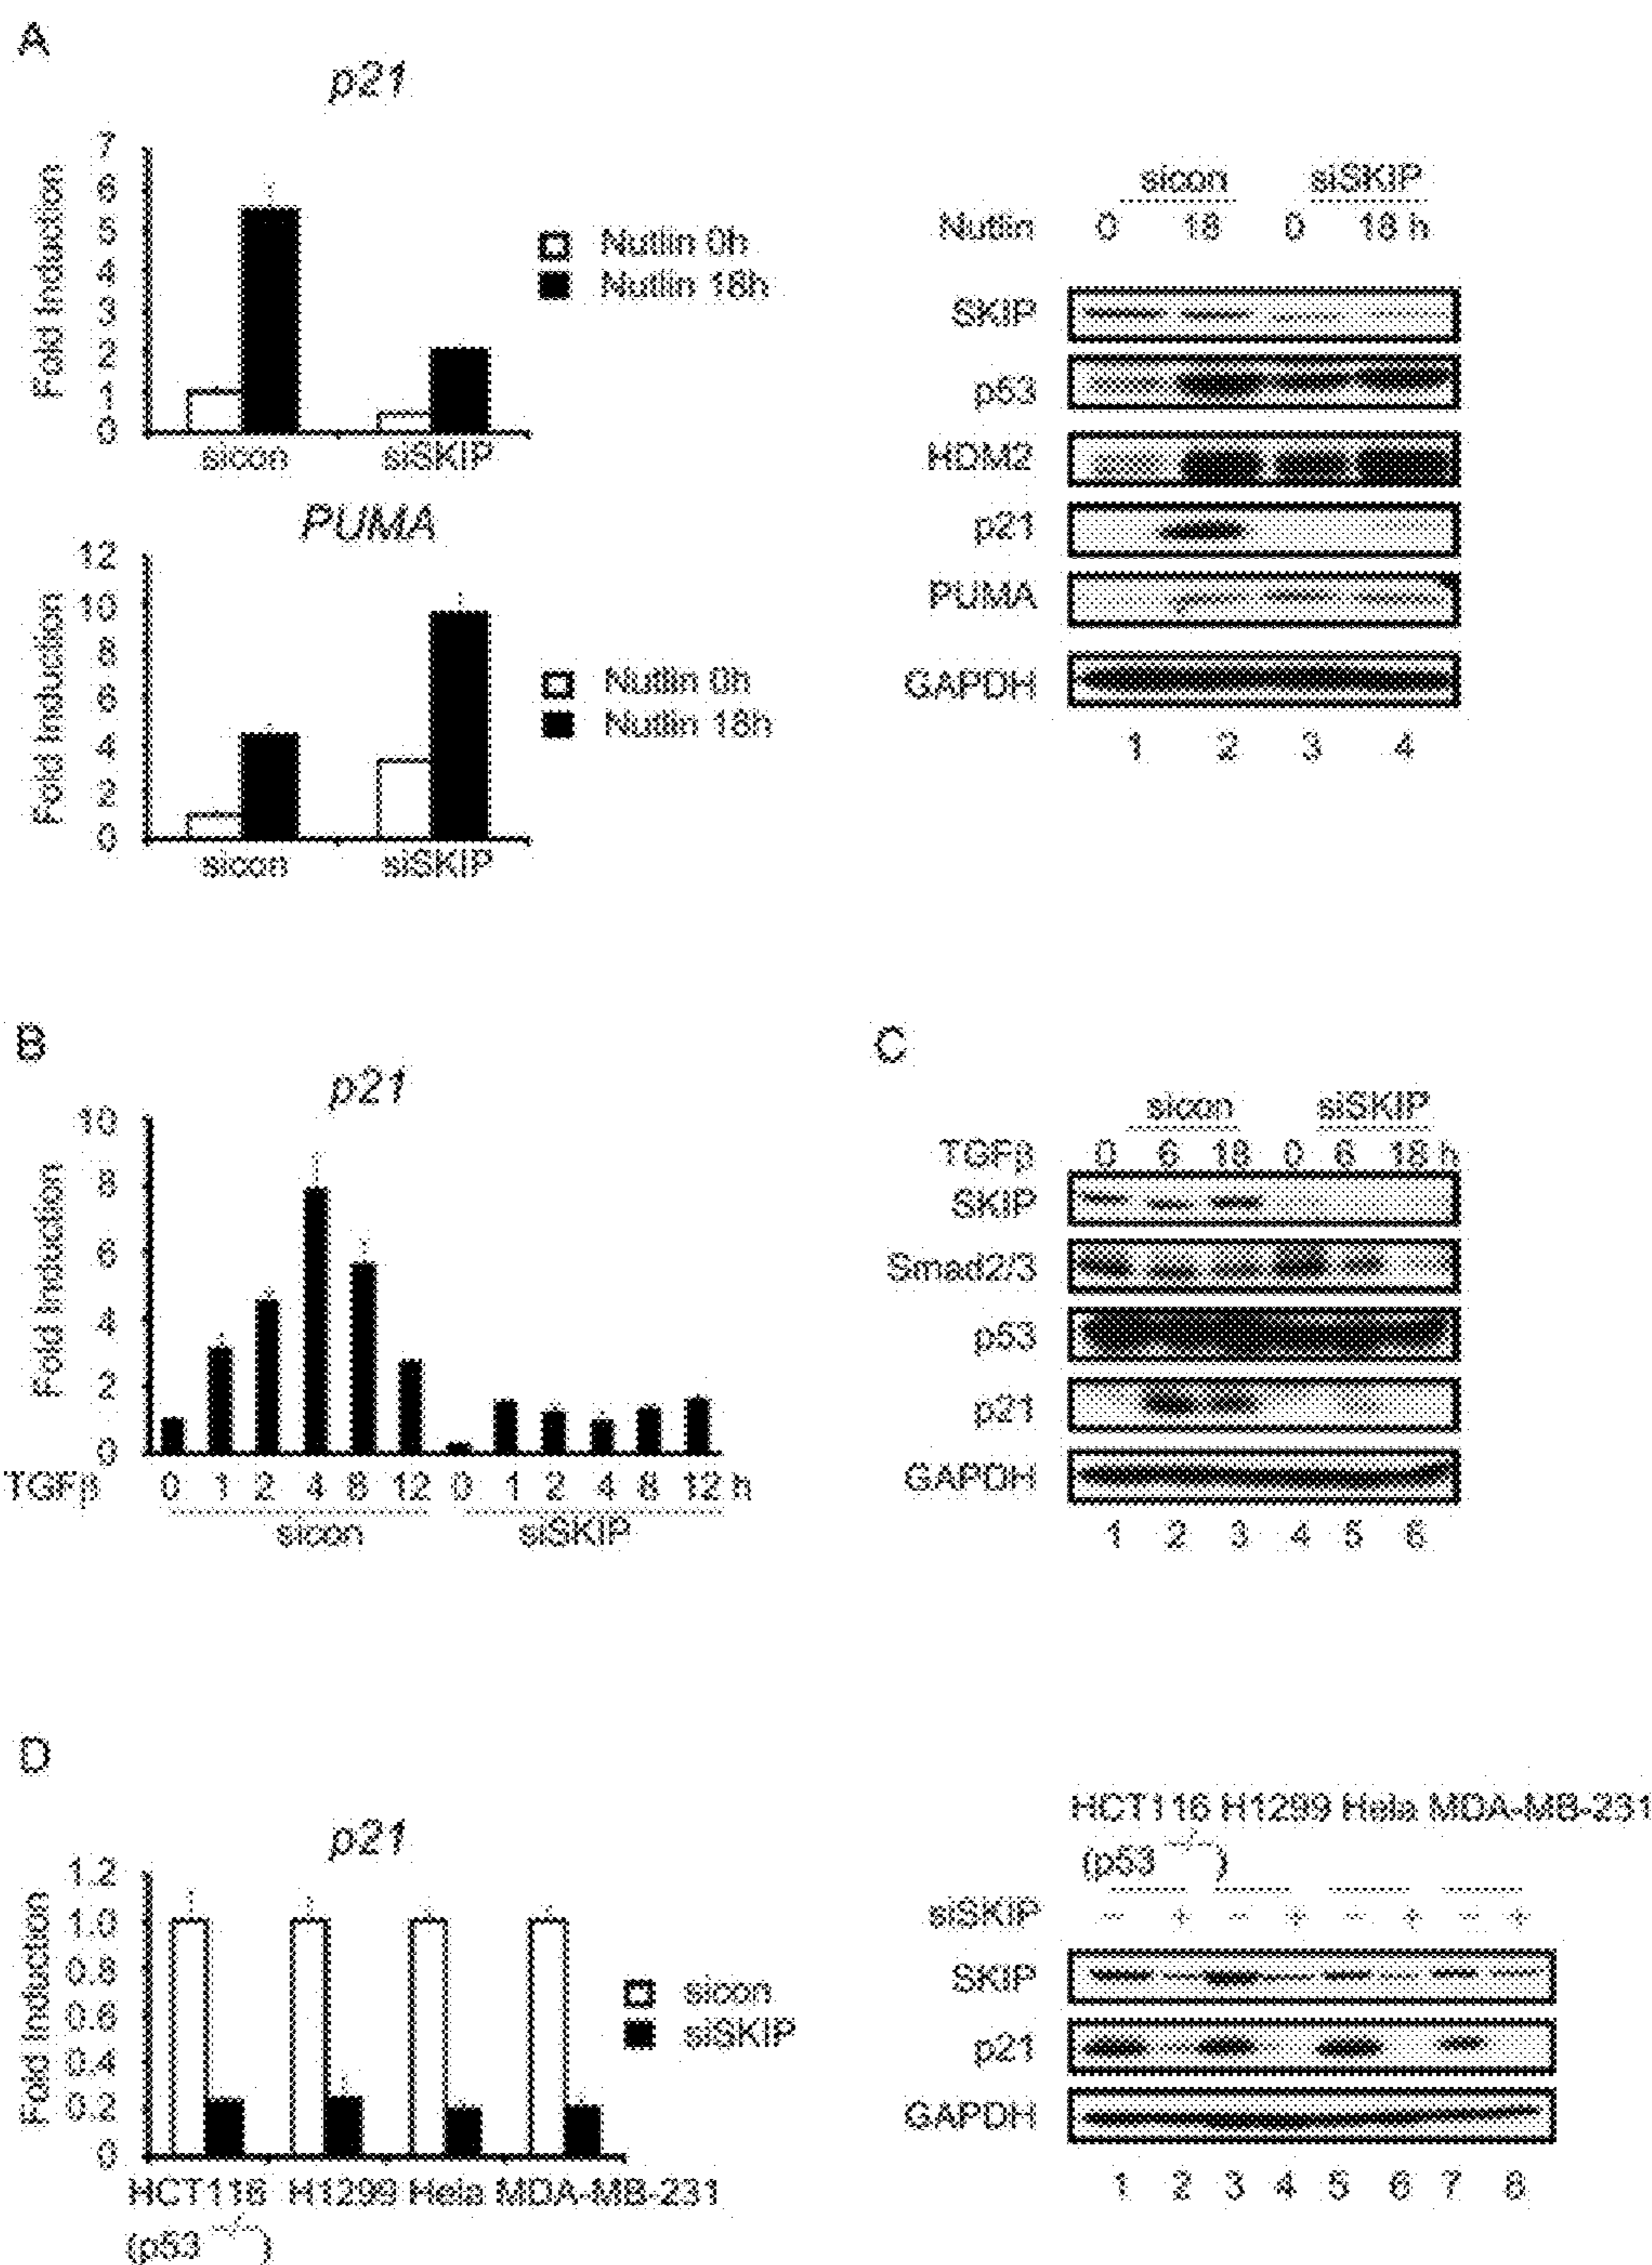 A
p21
7
6
5
4
3
2
1
0
Fold Induction
sicon siSKIP
Nutlin 0h
Nutlin 18h
PUMA
12
10
8
6
4
2
0
Fold Induction
sicon siSKIP
Nutlin 0h
Nutlin 18h
sicon siSKIP
Nutlin 0 18 0 18 h
SKIP
p53
HDM2
p21
PUMA
GAPDH
1 2 3 4
B
p21
10
8
6
4
2
0
Fold Induction
TGFβ 0 1 2 4 8 12 0 1 2 4 8 12 h
sicon siSKIP
C
sicon siSKIP
TGFβ 0 6 18 0 6 18 h
SKIP
Smad2/3
p53
p21
GAPDH
1 2 3 4 5 6
D
p21
1.2
1.0
0.8
0.6
0.4
0.2
0
Fold Induction
HCT116 H1299 Hela MDA-MB-231
(p53 -/-)
sicon
siSKIP
HCT116 H1299 Hela MDA-MB-231
(p53 -/-)
siSKIP − + − + − + − +
SKIP
p21
GAPDH
1 2 3 4 5 6 7 8